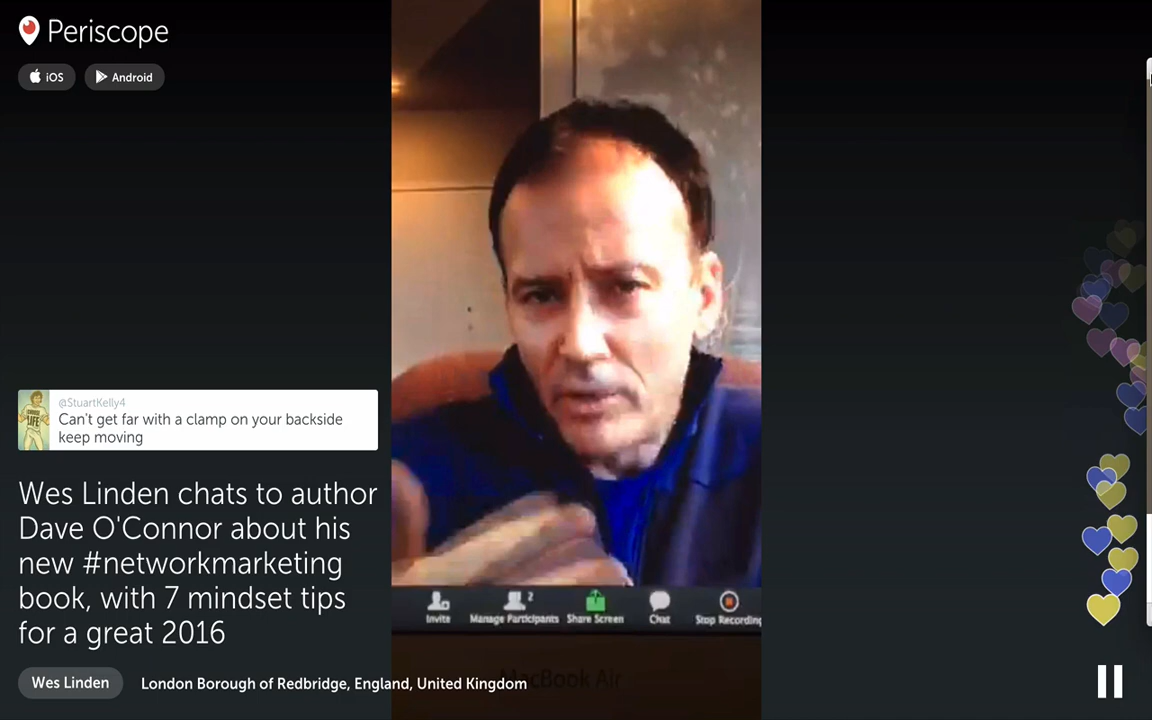 Periscope
iOS
Android
@StuartKelly4
Can't get far with a clamp on your backside
keep moving
Wes Linden chats to author
Dave O'Connor about his
new #networkmarketing
book, with 7 mindset tips
for a great 2016
Wes Linden
London Borough of Redbridge, England, United Kingdom
2
Invite
Manage Participants
Share Screen
Chat
Stop Recording
MacBook Air